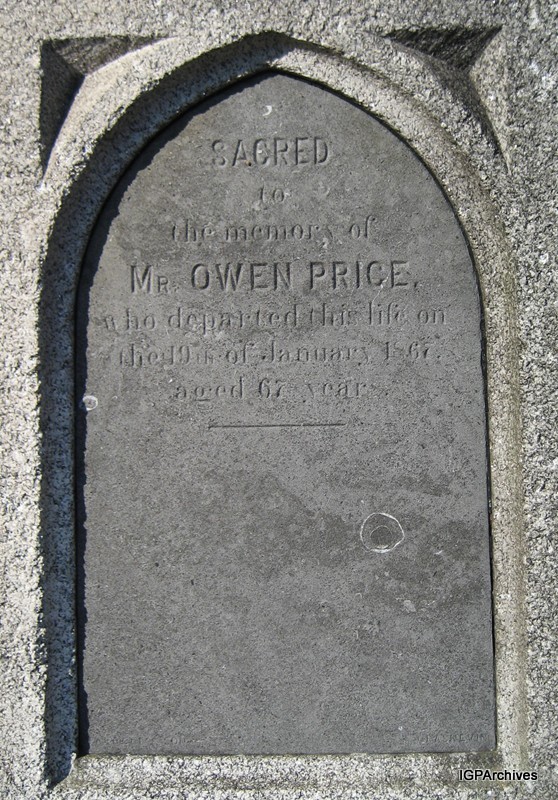 SACRED
to
the memory of
MR. OWEN PRICE,
who departed this life on
the 19th of January 1867.
aged 67 years
IGPArchives